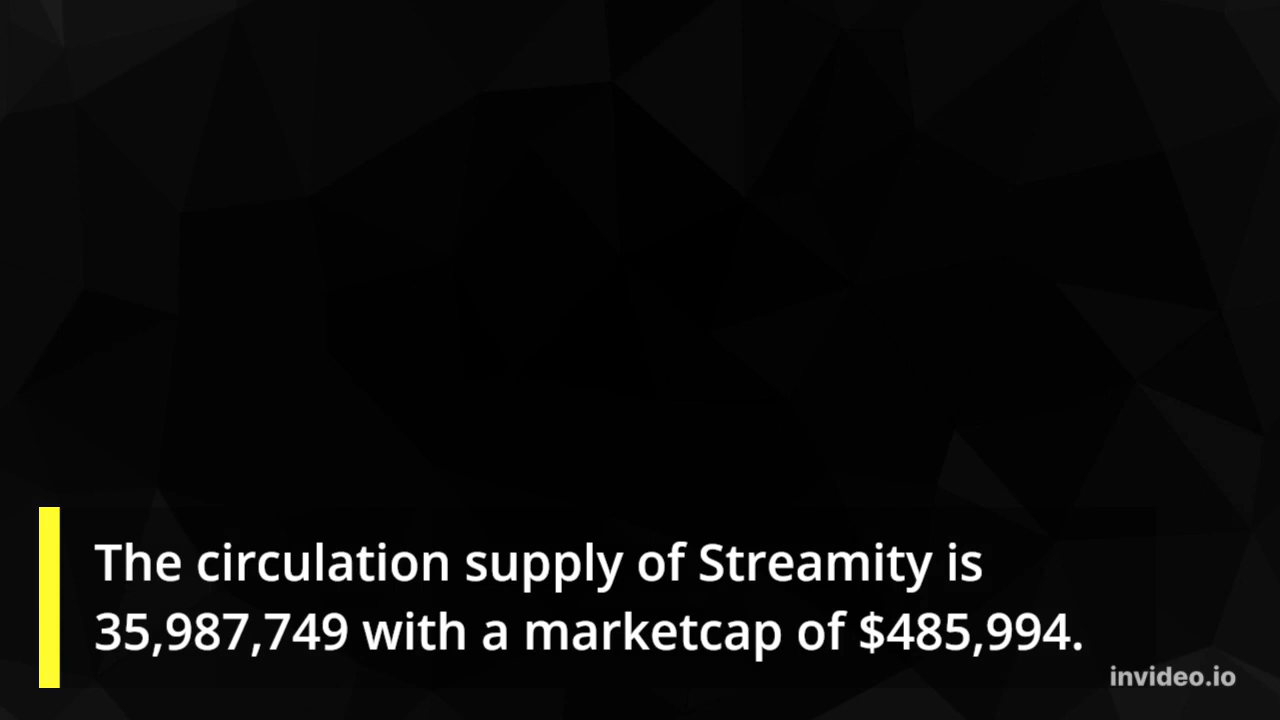 The circulation supply of Streamity is
35,987,749 with a marketcap of $485,994.
invideo.io